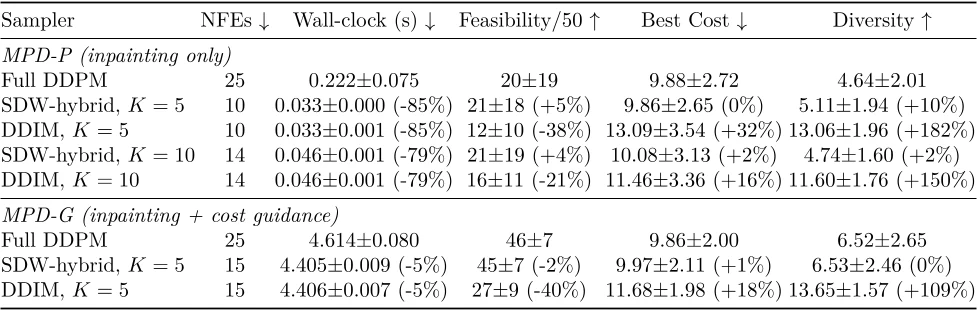 Sampler NFEs ↓ Wall-clock (s) ↓ Feasibility/50 ↑ Best Cost ↓ Diversity ↑
MPD-P (inpainting only)
Full DDPM 25 0.222±0.075 20±19 9.88±2.72 4.64±2.01
SDW-hybrid, K = 5 10 0.033±0.000 (-85%) 21±18 (+5%) 9.86±2.65 (0%) 5.11±1.94 (+10%)
DDIM, K = 5 10 0.033±0.001 (-85%) 12±10 (-38%) 13.09±3.54 (+32%) 13.06±1.96 (+182%)
SDW-hybrid, K = 10 14 0.046±0.001 (-79%) 21±19 (+4%) 10.08±3.13 (+2%) 4.74±1.60 (+2%)
DDIM, K = 10 14 0.046±0.001 (-79%) 16±11 (-21%) 11.46±3.36 (+16%) 11.60±1.76 (+150%)
MPD-G (inpainting + cost guidance)
Full DDPM 25 4.614±0.080 46±7 9.86±2.00 6.52±2.65
SDW-hybrid, K = 5 15 4.405±0.009 (-5%) 45±7 (-2%) 9.97±2.11 (+1%) 6.53±2.46 (0%)
DDIM, K = 5 15 4.406±0.007 (-5%) 27±9 (-40%) 11.68±1.98 (+18%) 13.65±1.57 (+109%)